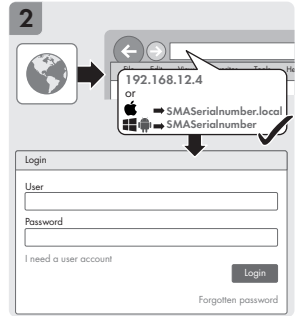 2
192.168.12.4
or
SMASerialnumber.local
SMASerialnumber
Login
User
Password
I need a user account
Login
Forgotten password